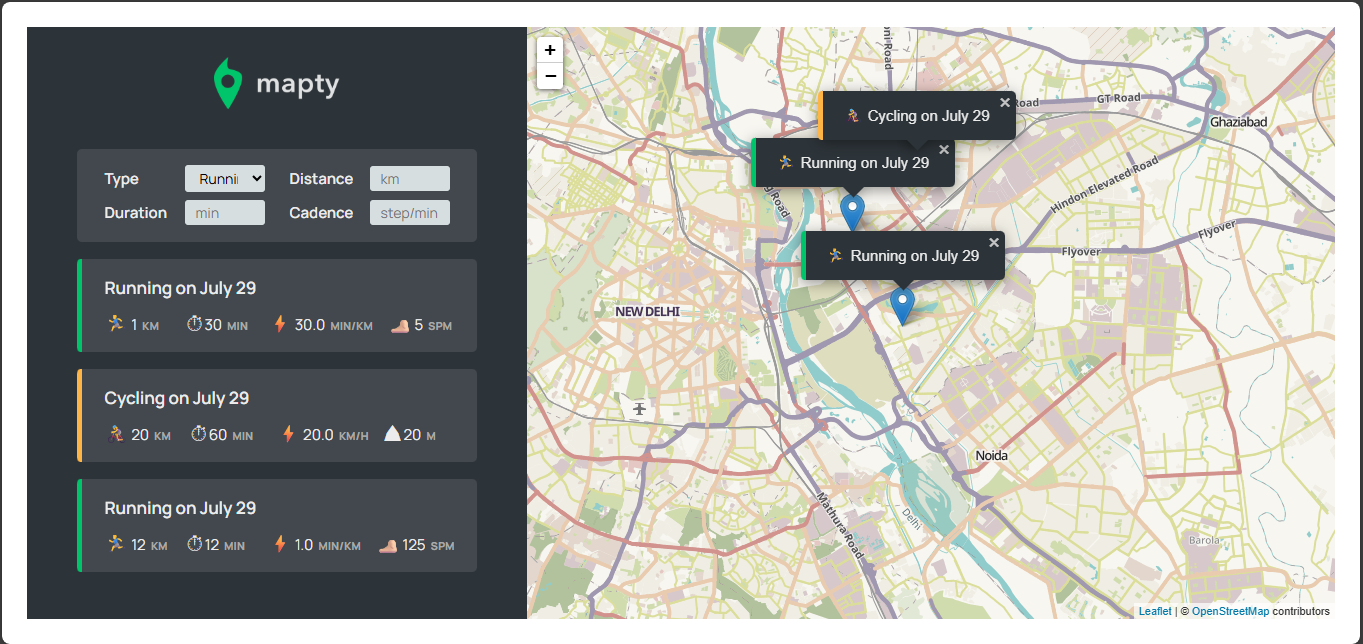 mapty
Type Runni Distance km
Duration min Cadence step/min
Running on July 29
1 KM 30 MIN 30.0 MIN/KM 5 SPM
Cycling on July 29
20 KM 60 MIN 20.0 KM/H 20 M
Running on July 29
12 KM 12 MIN 1.0 MIN/KM 125 SPM
+
−
oni Road
Road
GT Road
Ghaziabad
Cycling on July 29 ×
Running on July 29 ×
Road
Hindon Elevated Road
Flyover
Flyover
Running on July 29 ×
NEW DELHI
Noida
Mathura Road
Delhi
Barola
Leaflet | © OpenStreetMap contributors